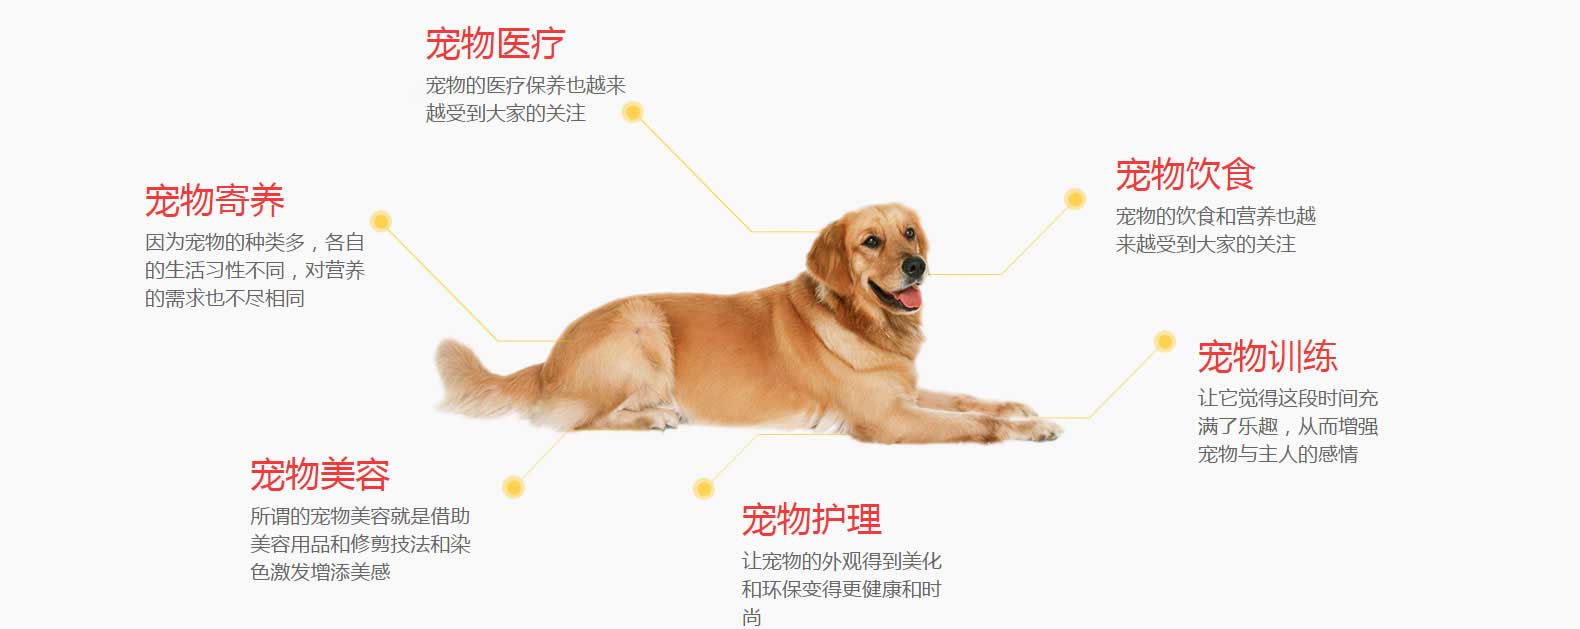 宠物医疗
宠物的医疗保养也越来
越受到大家的关注
宠物饮食
宠物的饮食和营养也越
来越受到大家的关注
宠物寄养
因为宠物的种类多，各自
的生活习性不同，对营养
的需求也不尽相同
宠物训练
让它觉得这段时间充
满了乐趣，从而增强
宠物与主人的感情
宠物美容
所谓的宠物美容就是借助
美容用品和修剪技法和染
色激发增添美感
宠物护理
让宠物的外观得到美化
和环保变得更健康和时
尚